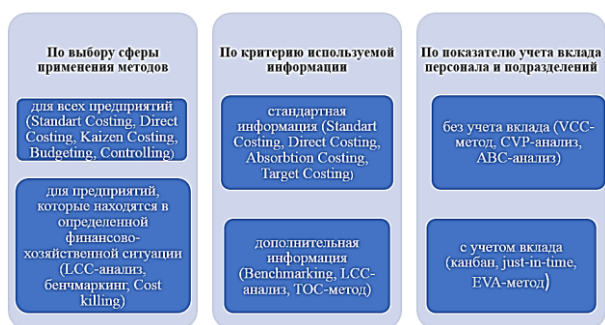 По выбору сферы
применения методов
для всех предприятий
(Standart Costing, Direct
Costing, Kaizen Costing,
Budgeting, Controlling)
для предприятий,
которые находятся в
определенной
финансово-
хозяйственной ситуации
(LCC-анализ,
бенчмаркинг, Cost
killing)
По критерию используемой
информации
стандартная
информация (Standart
Costing, Direct Costing,
Absorbtion Costing,
Target Costing)
дополнительная
информация
(Benchmarking, LCC-
анализ, TOC-метод)
По показателю учета вклада
персонала и подразделений
без учета вклада (VCC-
метод, CVP-анализ,
ABC-анализ)
с учетом вклада
(канбан, just-in-time,
EVA-метод)